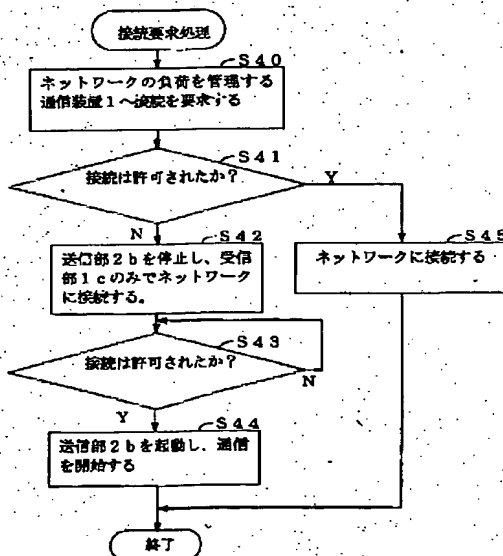 接続要求処理
S40
ネットワークの負荷を管理する
通信装置1へ接続を要求する
S41
接続は許可されたか?
Y
N
S42
送信部2bを停止し、受信
部1cのみでネットワーク
に接続する。
S45
ネットワークに接続する
S43
接続は許可されたか?
N
Y
S44
送信部2bを起動し、通信
を開始する
終了